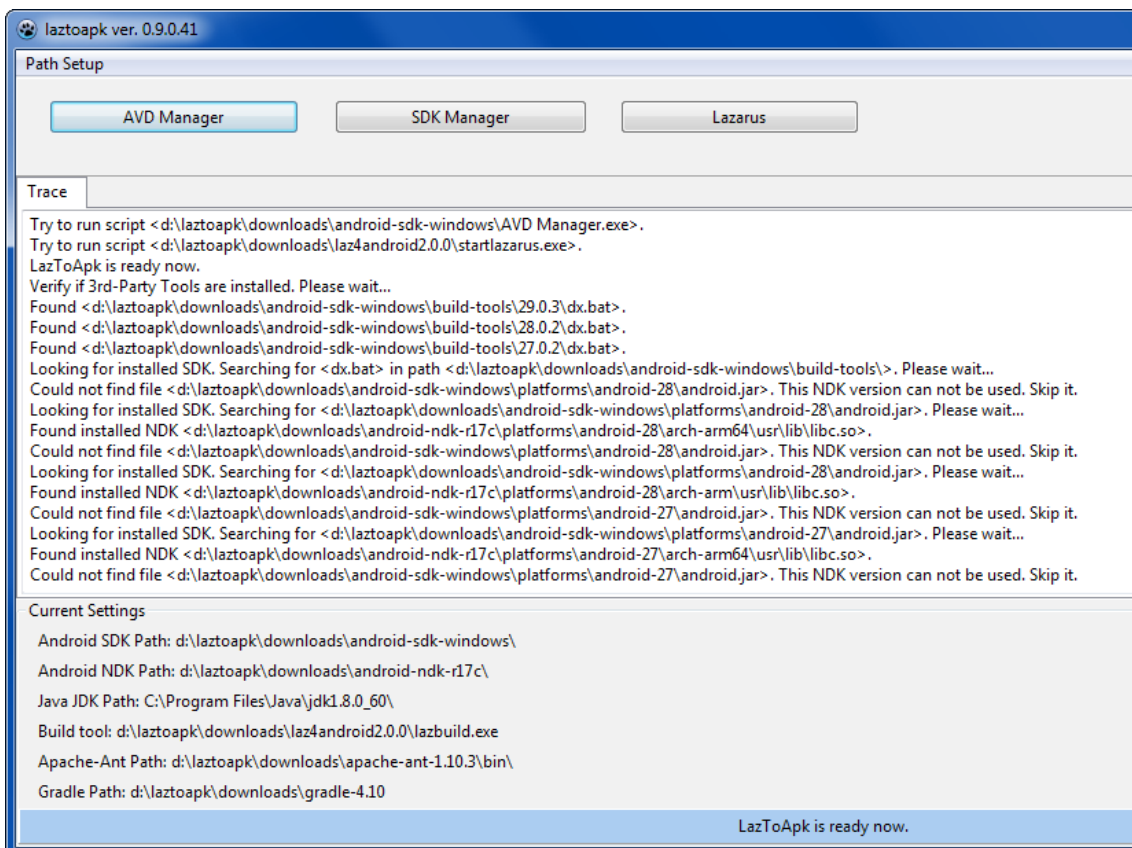 laztoapk ver. 0.9.0.41
Path Setup
AVD Manager
SDK Manager
Lazarus
Trace
Try to run script <d:\laztoapk\downloads\android-sdk-windows\AVD Manager.exe>.
Try to run script <d:\laztoapk\downloads\laz4android2.0.0\startlazarus.exe>.
LazToApk is ready now.
Verify if 3rd-Party Tools are installed. Please wait...
Found <d:\laztoapk\downloads\android-sdk-windows\build-tools\29.0.3\dx.bat>.
Found <d:\laztoapk\downloads\android-sdk-windows\build-tools\28.0.2\dx.bat>.
Found <d:\laztoapk\downloads\android-sdk-windows\build-tools\27.0.2\dx.bat>.
Looking for installed SDK. Searching for <dx.bat> in path <d:\laztoapk\downloads\android-sdk-windows\build-tools\>. Please wait...
Could not find file <d:\laztoapk\downloads\android-sdk-windows\platforms\android-28\android.jar>. This NDK version can not be used. Skip it.
Looking for installed SDK. Searching for <d:\laztoapk\downloads\android-sdk-windows\platforms\android-28\android.jar>. Please wait...
Found installed NDK <d:\laztoapk\downloads\android-ndk-r17c\platforms\android-28\arch-arm64\usr\lib\libc.so>.
Could not find file <d:\laztoapk\downloads\android-sdk-windows\platforms\android-28\android.jar>. This NDK version can not be used. Skip it.
Looking for installed SDK. Searching for <d:\laztoapk\downloads\android-sdk-windows\platforms\android-28\android.jar>. Please wait...
Found installed NDK <d:\laztoapk\downloads\android-ndk-r17c\platforms\android-28\arch-arm\usr\lib\libc.so>.
Could not find file <d:\laztoapk\downloads\android-sdk-windows\platforms\android-27\android.jar>. This NDK version can not be used. Skip it.
Looking for installed SDK. Searching for <d:\laztoapk\downloads\android-sdk-windows\platforms\android-27\android.jar>. Please wait...
Found installed NDK <d:\laztoapk\downloads\android-ndk-r17c\platforms\android-27\arch-arm64\usr\lib\libc.so>.
Could not find file <d:\laztoapk\downloads\android-sdk-windows\platforms\android-27\android.jar>. This NDK version can not be used. Skip it.
Current Settings
Android SDK Path: d:\laztoapk\downloads\android-sdk-windows\
Android NDK Path: d:\laztoapk\downloads\android-ndk-r17c\
Java JDK Path: C:\Program Files\Java\jdk1.8.0_60\
Build tool: d:\laztoapk\downloads\laz4android2.0.0\lazbuild.exe
Apache-Ant Path: d:\laztoapk\downloads\apache-ant-1.10.3\bin\
Gradle Path: d:\laztoapk\downloads\gradle-4.10
LazToApk is ready now.